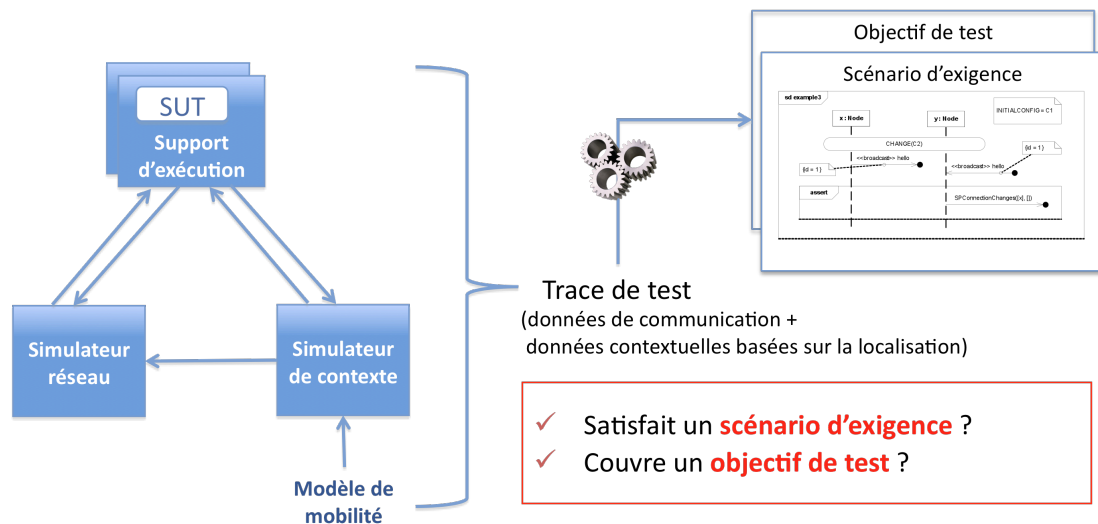 SUT
Support
d’exécution
Simulateur
réseau
Simulateur
de contexte
Modèle de
mobilité
Objectif de test
Scénario d’exigence
sd example3
x : Node
y : Node
INITIALCONFIG = C1
CHANGE(C2)
{id = 1}
<<broadcast>> hello
<<broadcast>> hello
{id = 1}
assert
SPConnectionChanges([x], [])
Trace de test
(données de communication +
données contextuelles basées sur la localisation)
✓ Satisfait un scénario d’exigence ?
✓ Couvre un objectif de test ?